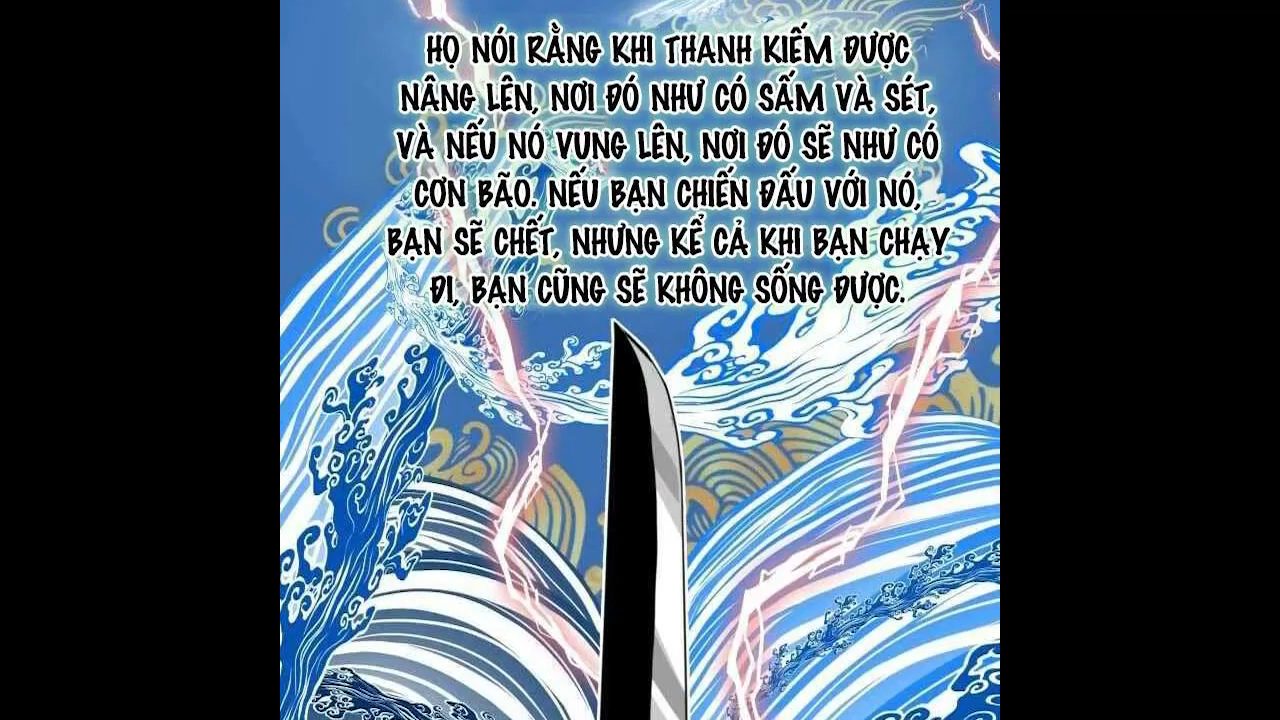 HỌ NÓI RẰNG KHI THANH KIẾM ĐƯỢC
NÂNG LÊN, NƠI ĐÓ NHƯ CÓ SẤM VÀ SÉT,
VÀ NẾU NÓ VUNG LÊN, NƠI ĐÓ SẼ NHƯ CÓ
CƠN BÃO. NẾU BẠN CHIẾN ĐẤU VỚI NÓ,
BẠN SẼ CHẾT, NHƯNG KỂ CẢ KHI BẠN CHẠY
ĐI, BẠN CŨNG SẼ KHÔNG SỐNG ĐƯỢC.